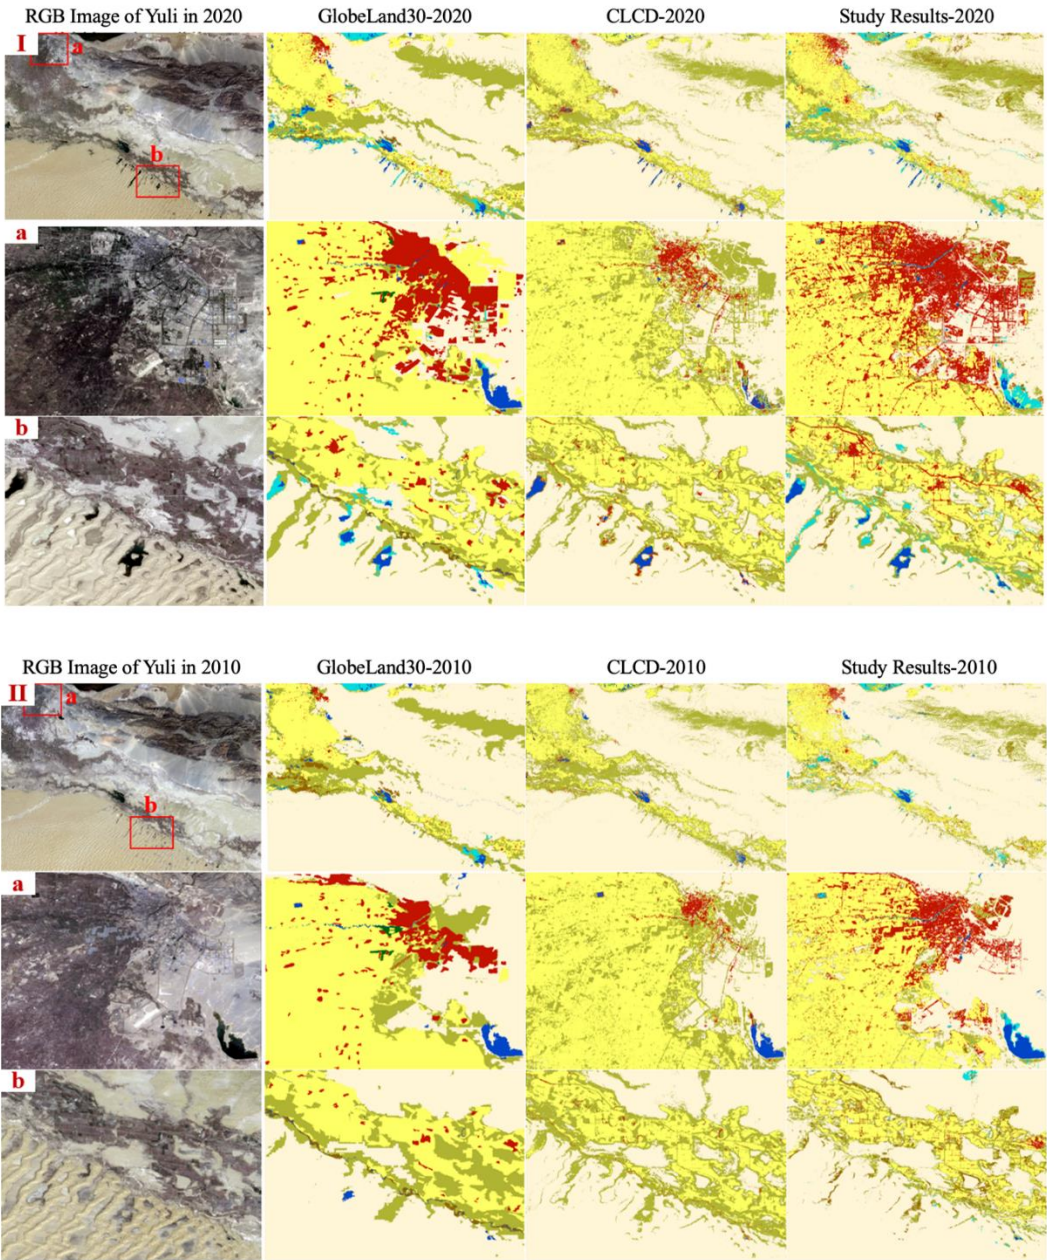 RGB Image of Yuli in 2020 GlobeLand30-2020 CLCD-2020 Study Results-2020
I
a
b
a
b
RGB Image of Yuli in 2010 GlobeLand30-2010 CLCD-2010 Study Results-2010
II
a
b
a
b